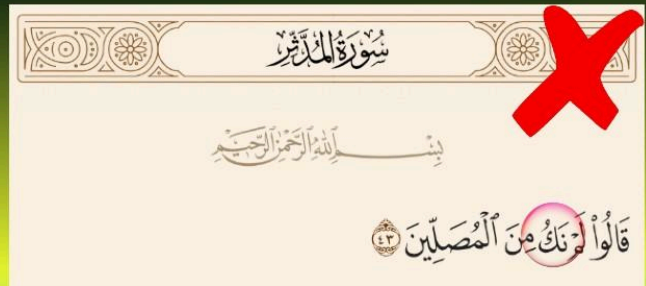 سُورَةُ المُدَّثِّر
بِسْمِ ٱللَّهِ ٱلرَّحْمَٰنِ ٱلرَّحِيمِ
قَالُوا۟ لَمْ نَكُ مِنَ ٱلْمُصَلِّينَ ٤٣